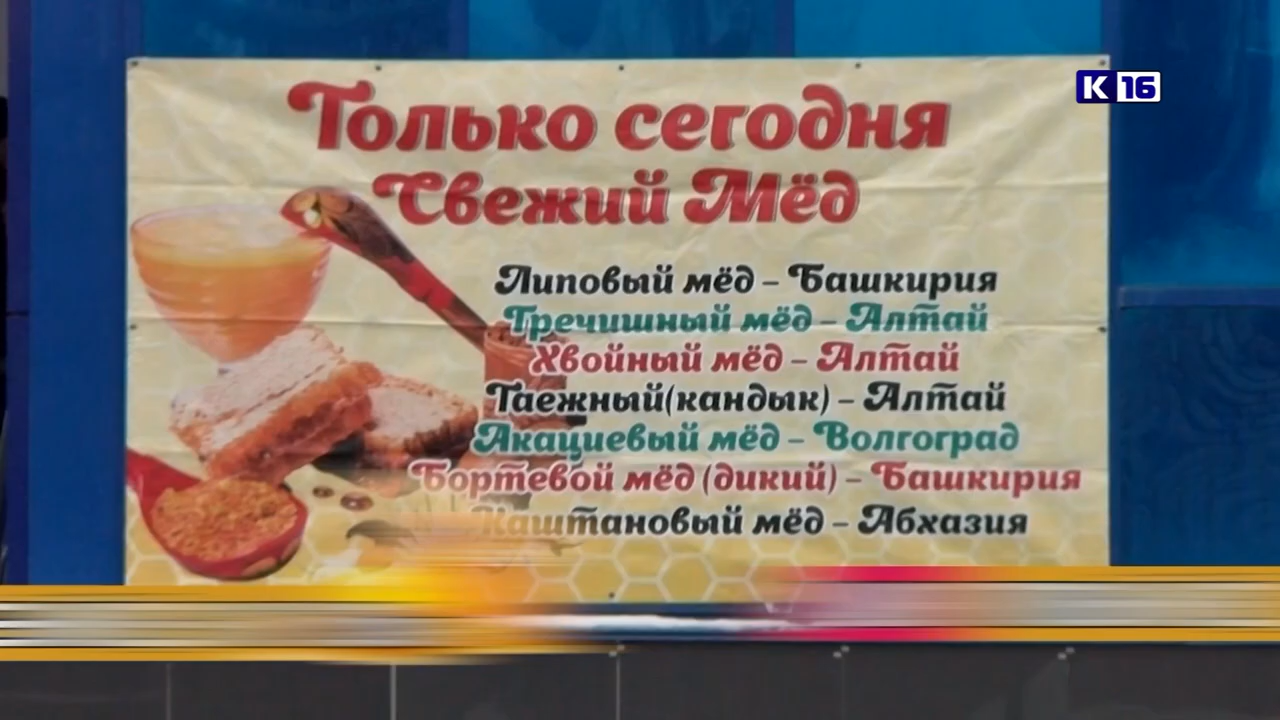 Только сегодня
Свежий Мёд
К 16
Липовый мёд – Башкирия
Гречишный мёд – Алтай
Хвойный мёд – Алтай
Таежный(кандык) – Алтай
Акациевый мёд – Волгоград
Бортевой мёд (дикий) – Башкирия
Каштановый мёд – Абхазия